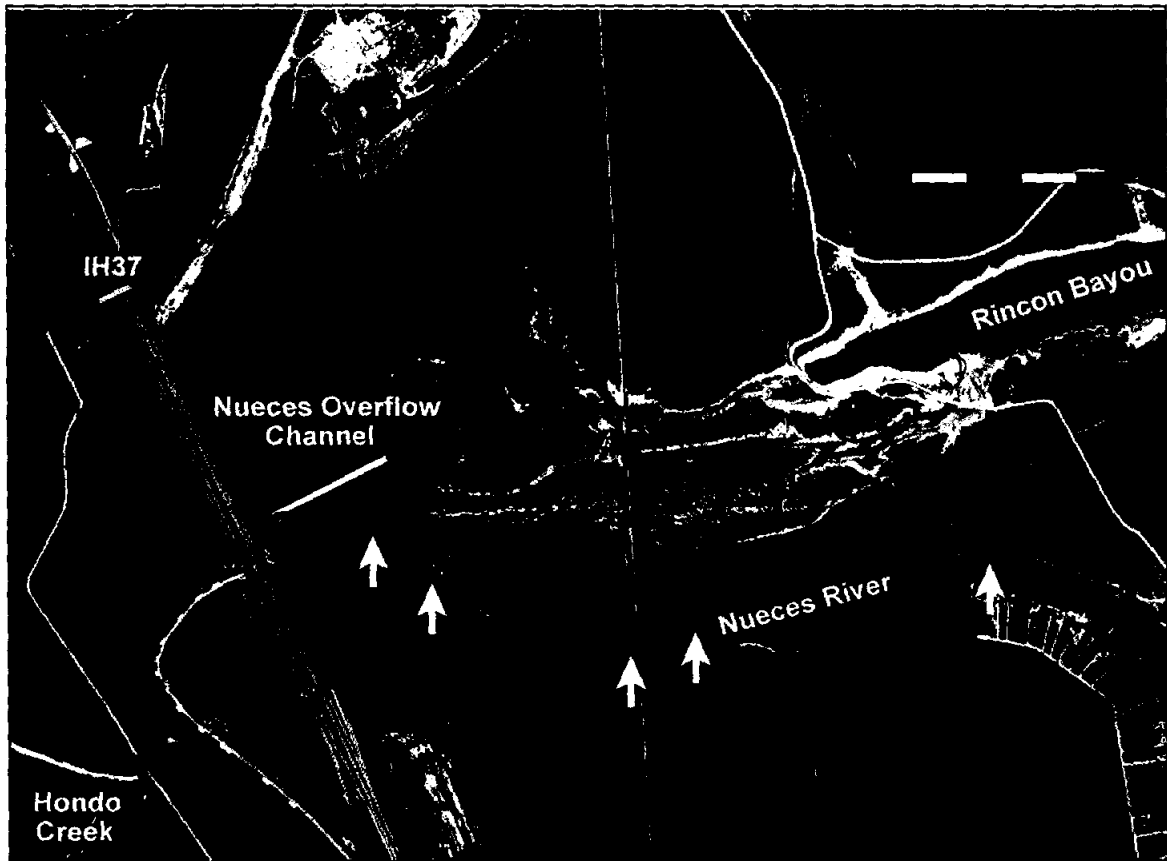 IH37
Rincon Bayou
Nueces Overflow
Channel
Nueces River
Hondo
Creek